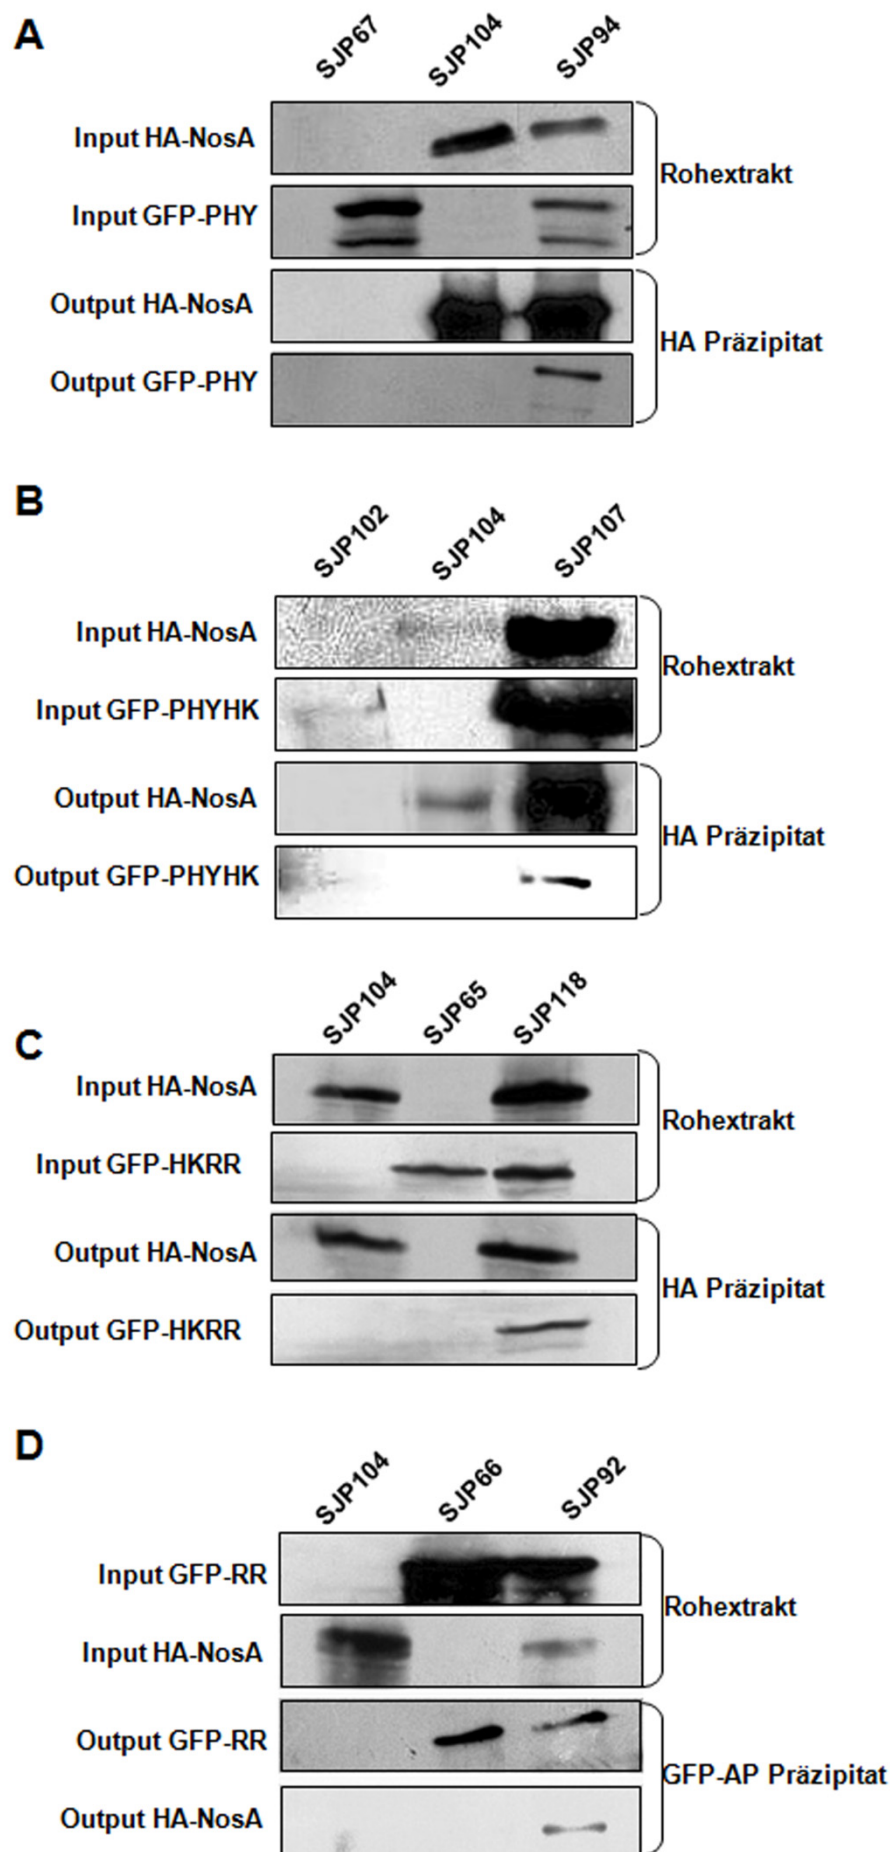 A
SJP67 SJP104 SJP94
Input HA-NosA
Input GFP-PHY
Rohextrakt
Output HA-NosA
Output GFP-PHY
HA Präzipitat
B
SJP102 SJP104 SJP107
Input HA-NosA
Input GFP-PHYHK
Rohextrakt
Output HA-NosA
Output GFP-PHYHK
HA Präzipitat
C
SJP104 SJP65 SJP118
Input HA-NosA
Input GFP-HKRR
Rohextrakt
Output HA-NosA
Output GFP-HKRR
HA Präzipitat
D
SJP104 SJP66 SJP92
Input GFP-RR
Input HA-NosA
Rohextrakt
Output GFP-RR
Output HA-NosA
GFP-AP Präzipitat